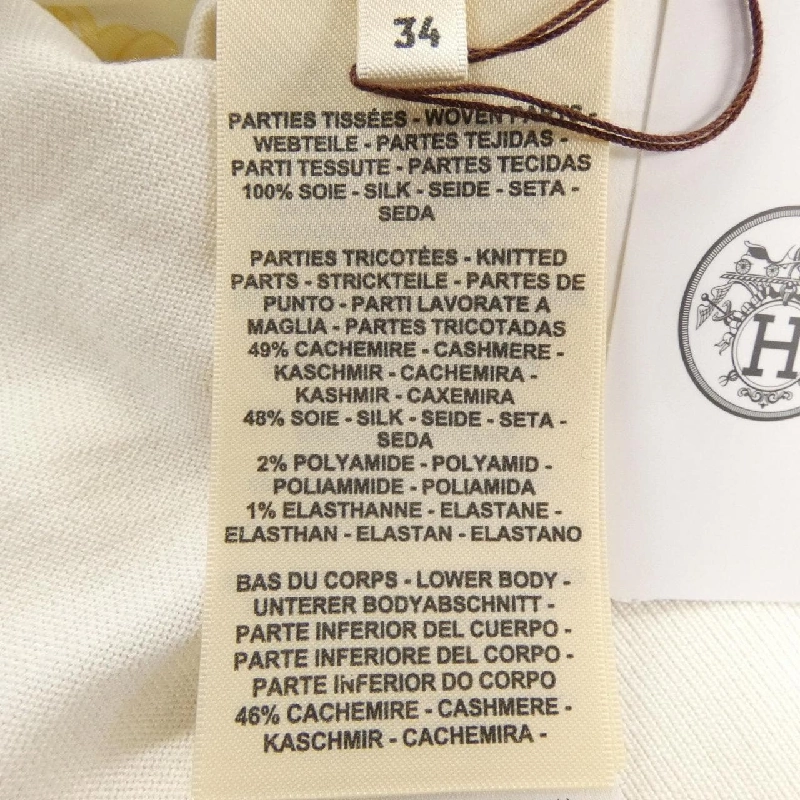 34
PARTIES TISSÉES - WOVEN PARTS -
WEBTEILE - PARTES TEJIDAS -
PARTI TESSUTE - PARTES TECIDAS
100% SOIE - SILK - SEIDE - SETA -
SEDA
PARTIES TRICOTÉES - KNITTED
PARTS - STRICKTEILE - PARTES DE
PUNTO - PARTI LAVORATE A
MAGLIA - PARTES TRICOTADAS
49% CACHEMIRE - CASHMERE -
KASCHMIR - CACHEMIRA -
KASHMIR - CAXEMIRA
48% SOIE - SILK - SEIDE - SETA -
SEDA
2% POLYAMIDE - POLYAMID -
POLIAMMIDE - POLIAMIDA
1% ELASTHANNE - ELASTANE -
ELASTHAN - ELASTAN - ELASTANO
BAS DU CORPS - LOWER BODY -
UNTERER BODYABSCHNITT -
PARTE INFERIOR DEL CUERPO -
PARTE INFERIORE DEL CORPO -
PARTE INFERIOR DO CORPO
46% CACHEMIRE - CASHMERE -
KASCHMIR - CACHEMIRA -
H